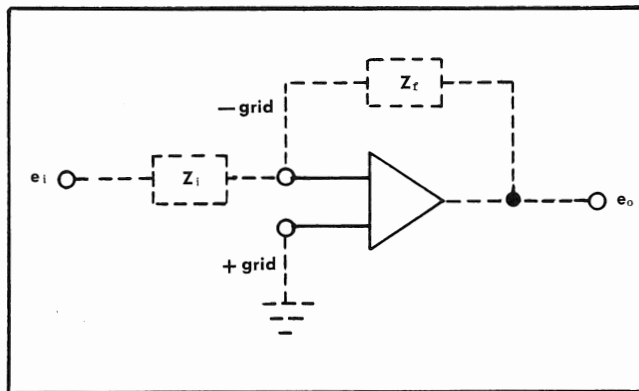 Zf
– grid
ei
Zi
eo
+ grid